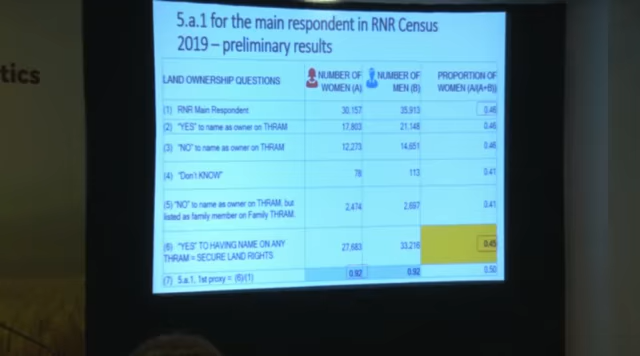 tics
5.a.1 for the main respondent in RNR Census
2019 – preliminary results
LAND OWNERSHIP QUESTIONS
NUMBER OF
WOMEN (A)
NUMBER OF
MEN (B)
PROPORTION OF
WOMEN (A/(A+B))
(1) RNR Main Respondent 30,157 35,913 0.46
(2) "YES" to name as owner on THRAM 17,803 21,148 0.46
(3) "NO" to name as owner on THRAM 12,273 14,651 0.46
(4) "Don't KNOW" 78 113 0.41
(5) "NO" to name as owner on THRAM, but
listed as family member on Family THRAM.
2,474 0.41
(6) "YES" TO HAVING NAME ON ANY
THRAM = SECURE LAND RIGHTS
27,683 33,216 0.45
(7) 5.a.1, 1st proxy = (6)/(1) 0.92 0.92 0.50